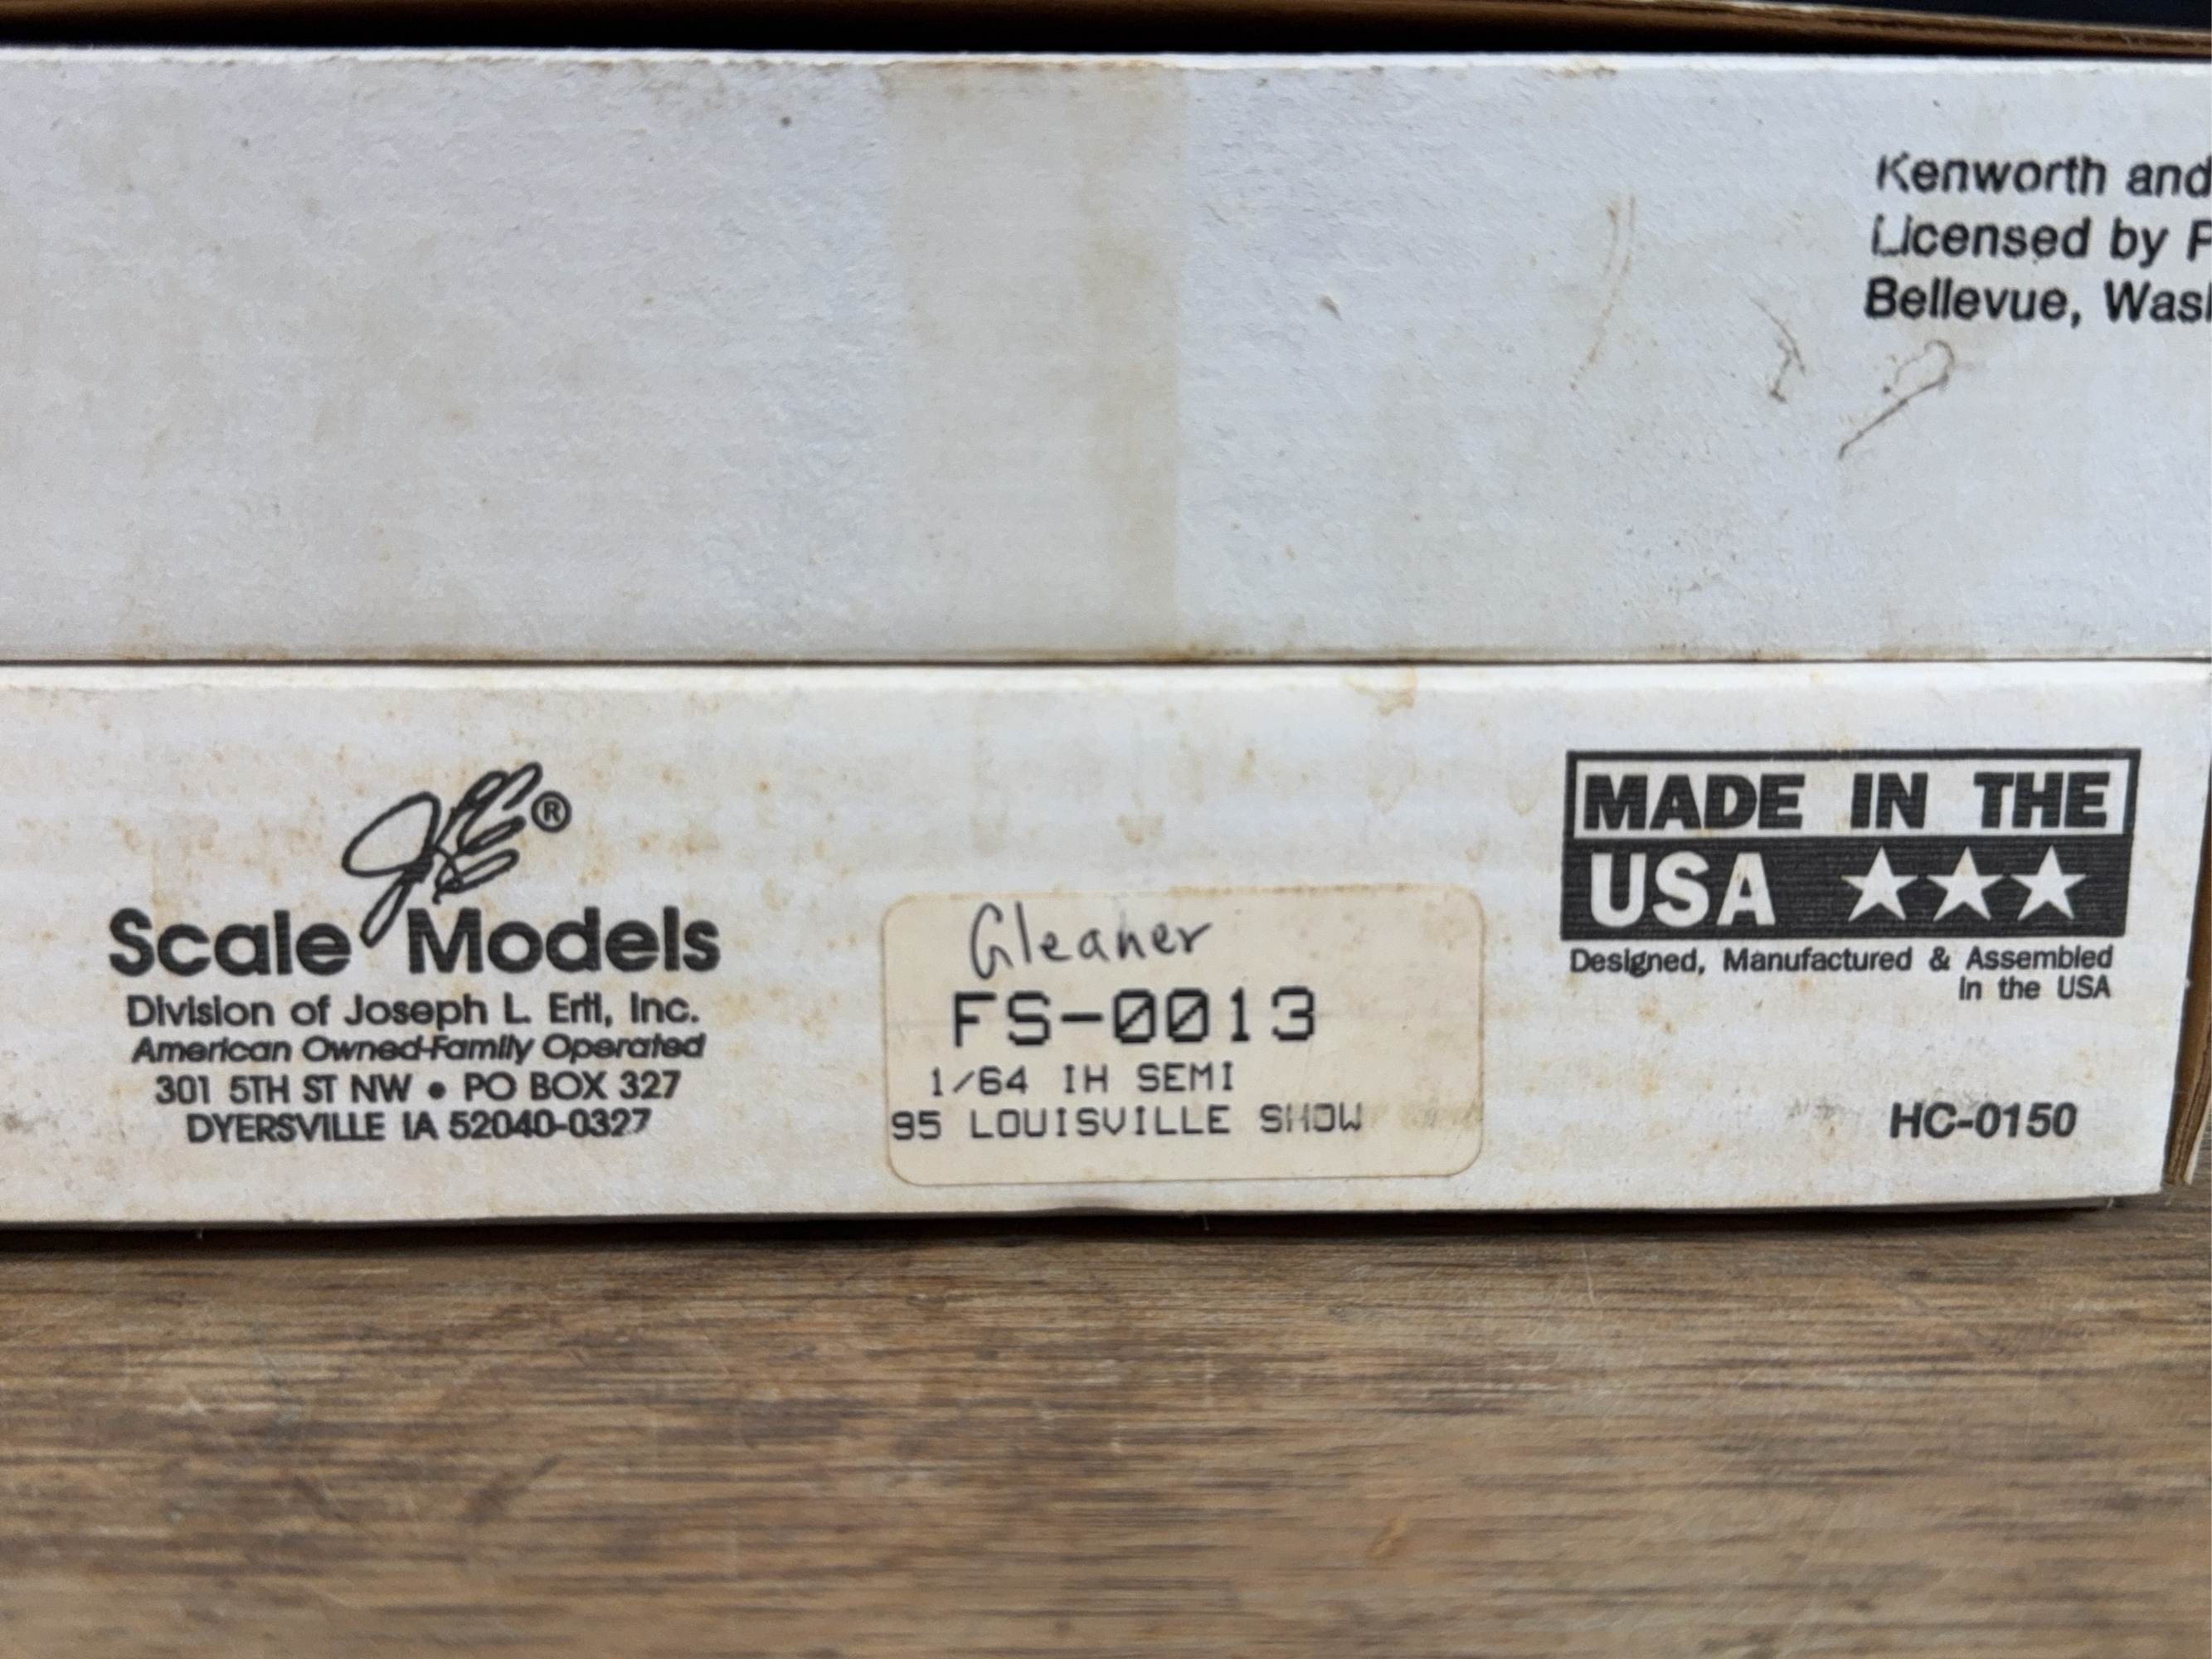 Kenworth and
Licensed by
Bellevue,
®
Scale Models
Division of Joseph L. Ertl, Inc.
American Owned-Family Operated
301 5TH ST NW • PO BOX 327
DYERSVILLE IA 52040-0327
Gleaner
FS-0013
1/64 IH SEMI
95 LOUISVILLE SHOW
MADE IN THE
USA ★★★
Designed, Manufactured & Assembled
in the USA
HC-0150